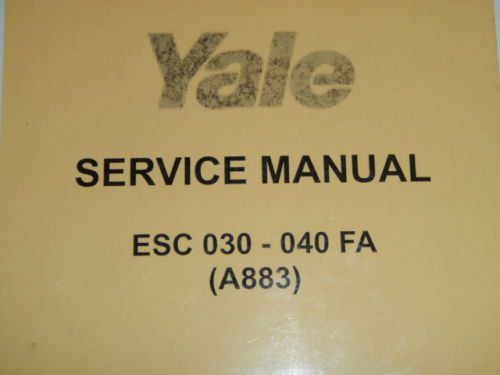 Yale
SERVICE MANUAL
ESC 030 - 040 FA
(A883)